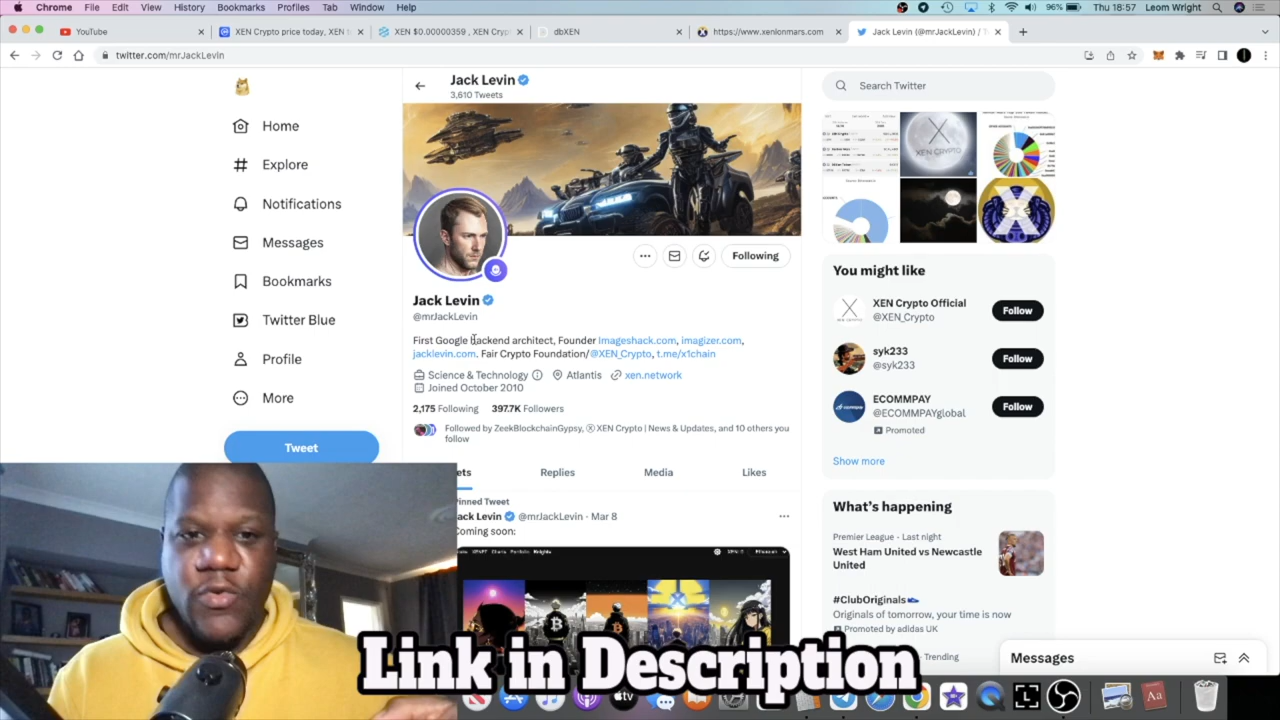 Chrome File Edit View History Bookmarks Profiles Tab Window Help
96% Thu 18:57 Leom Wright
YouTube
XEN Crypto price today, XEN
XEN $0.00000359 , XEN Cryp
dbXEN
https://www.xenlonmars.com
Jack Levin (@mrJackLevin) / T
twitter.com/mrJackLevin
Jack Levin
3,610 Tweets
Search Twitter
Home
Explore
Notifications
Messages
Bookmarks
Twitter Blue
Profile
More
Tweet
XEN CRYPTO
Following
Jack Levin
@mrJackLevin
First Google backend architect, Founder Imageshack.com, imagizer.com,
jacklevin.com. Fair Crypto Foundation/@XEN_Crypto, t.me/x1chain
Science & Technology Atlantis xen.network
Joined October 2010
2,175 Following 397.7K Followers
Followed by ZeekBlockchainGypsy, Ⓧ XEN Crypto | News & Updates, and 10 others you
follow
ets Replies Media Likes
Pinned Tweet
Jack Levin @mrJackLevin · Mar 8
Coming soon:
You might like
XEN Crypto Official
@XEN_Crypto
Follow
syk233
@syk233
Follow
ECOMMPAY
@ECOMMPAYglobal
Follow
Promoted
Show more
What's happening
Premier League · Last night
West Ham United vs Newcastle
United
#ClubOriginals
Originals of tomorrow, your time is now
Promoted by adidas UK
Trending
Messages
Link in Description
tv
L
Aa